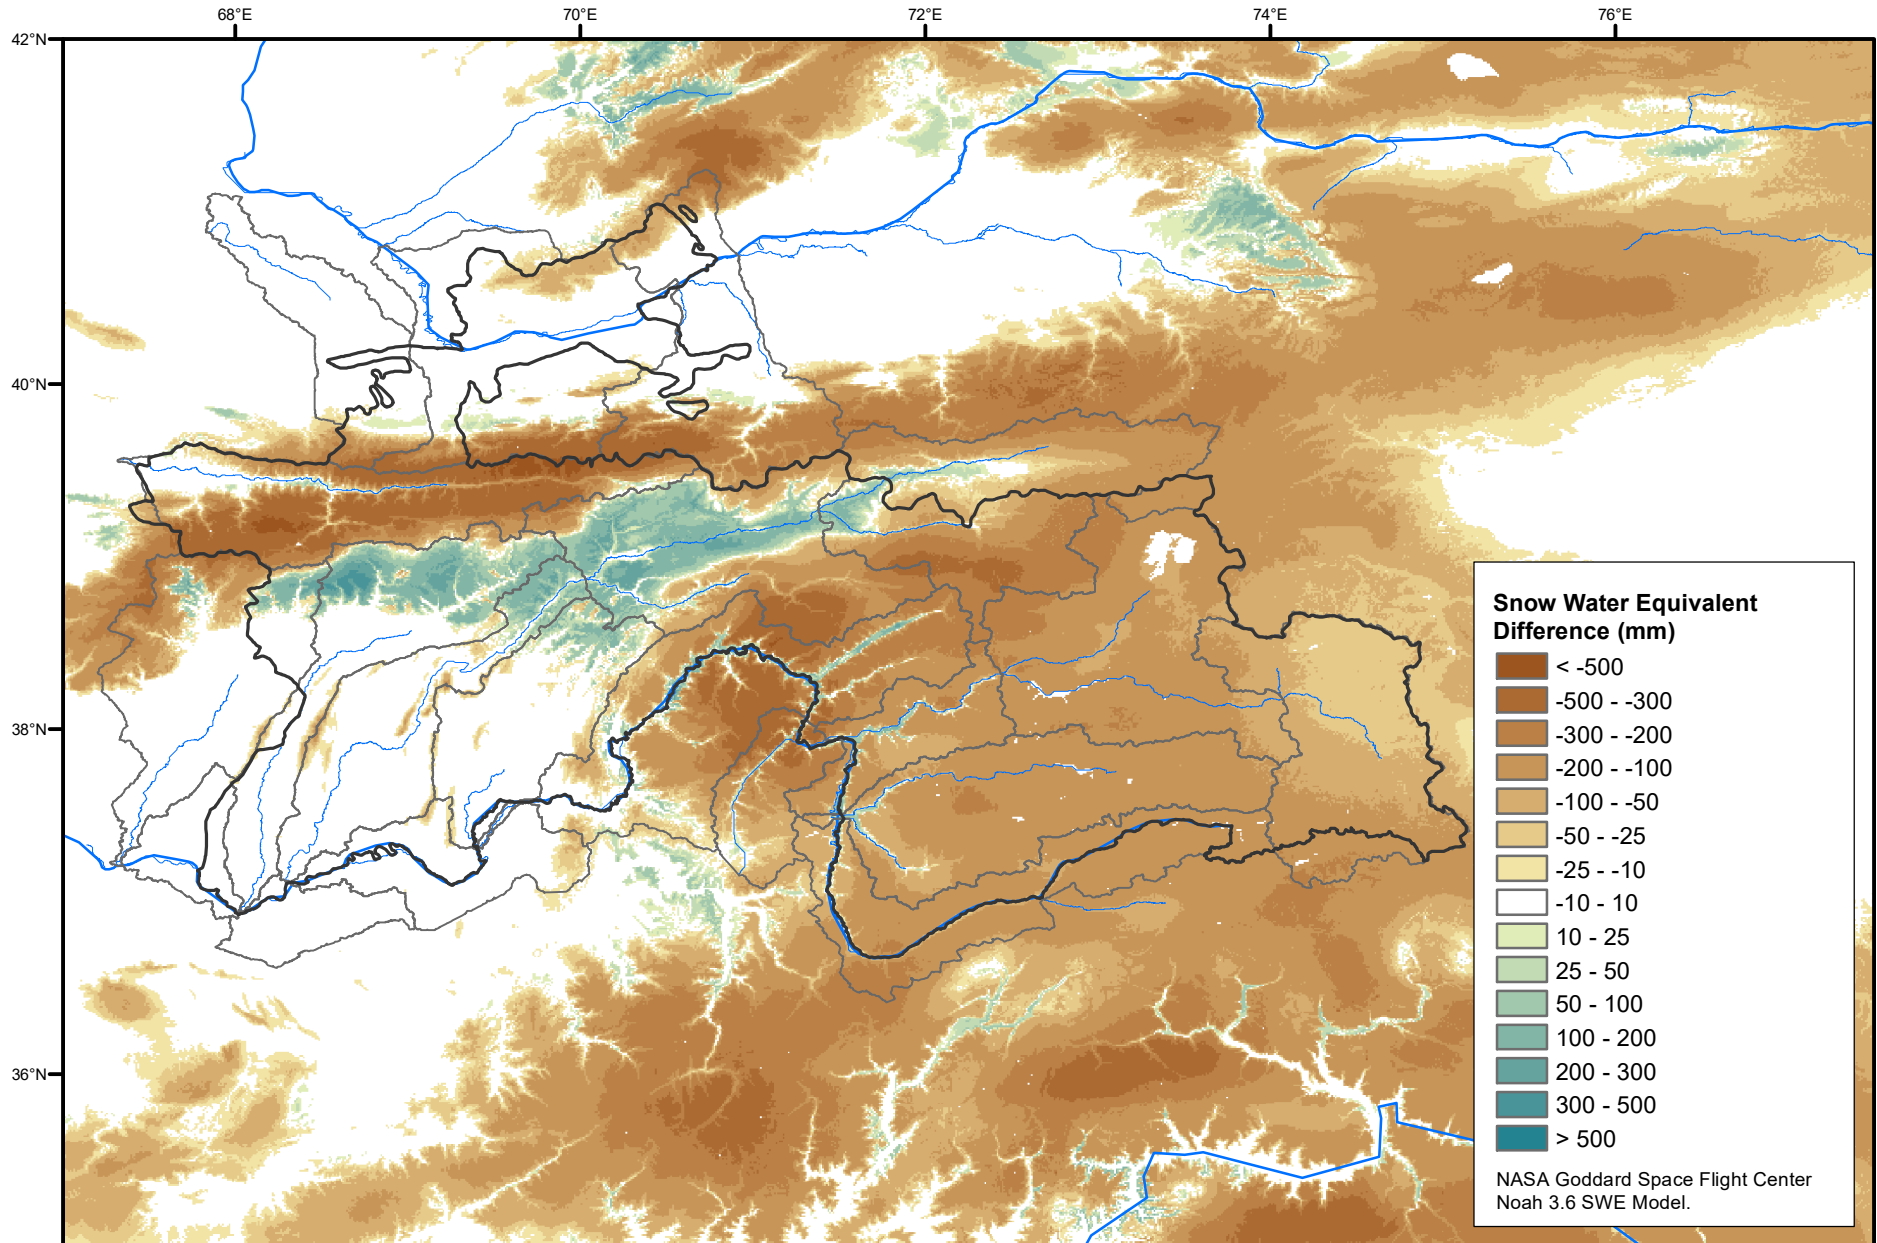 68°E
70°E
72°E
74°E
76°E
42°N
40°N
38°N
36°N
Snow Water Equivalent
Difference (mm)
< -500
-500 - -300
-300 - -200
-200 - -100
-100 - -50
-50 - -25
-25 - -10
-10 - 10
10 - 25
25 - 50
50 - 100
100 - 200
200 - 300
300 - 500
> 500
NASA Goddard Space Flight Center
Noah 3.6 SWE Model.